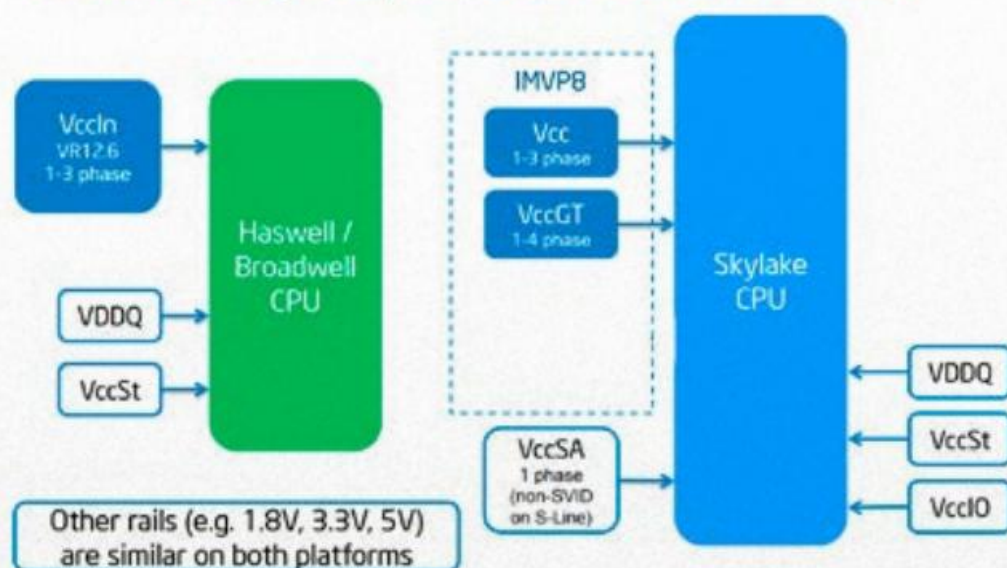 VccIn
VR12.6
1-3 phase
Haswell /
Broadwell
CPU
VDDQ
VccSt
Other rails (e.g. 1.8V, 3.3V, 5V)
are similar on both platforms
IMVP8
Vcc
1-3 phase
VccGT
1-4 phase
VccSA
1 phase
(non-SVID
on S-Line)
Skylake
CPU
VDDQ
VccSt
VccIO